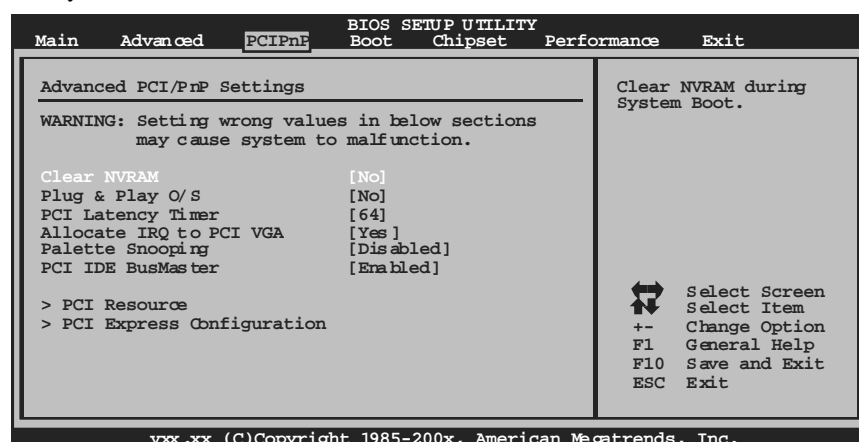 BIOS SETUP UTILITY
Main Advanced PCIPnP Boot Chipset Performance Exit
Advanced PCI/PnP Settings
WARNING: Setting wrong values in below sections
may cause system to malfunction.
Clear NVRAM [No]
Plug & Play O/S [No]
PCI Latency Timer [64]
Allocate IRQ to PCI VGA [Yes]
Palette Snooping [Disabled]
PCI IDE BusMaster [Enabled]
> PCI Resource
> PCI Express Configuration
Clear NVRAM during
System Boot.
Select Screen
Select Item
+- Change Option
F1 General Help
F10 Save and Exit
ESC Exit
vxx.xx (C)Copyright 1985-200x, American Megatrends, Inc.